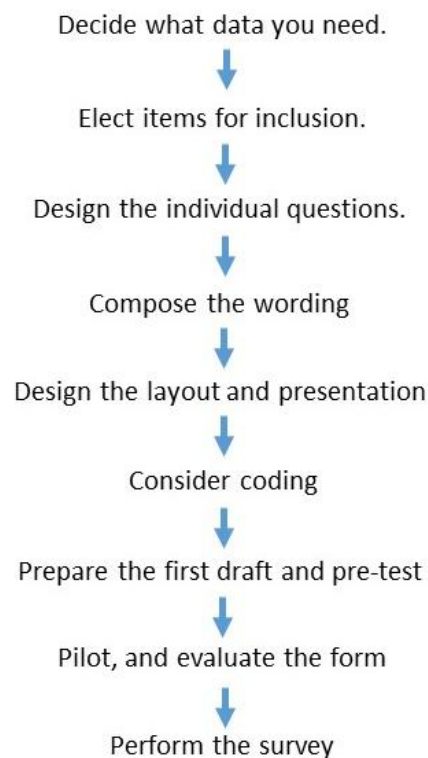 Decide what data you need.
Elect items for inclusion.
Design the individual questions.
Compose the wording
Design the layout and presentation
Consider coding
Prepare the first draft and pre-test
Pilot, and evaluate the form
Perform the survey